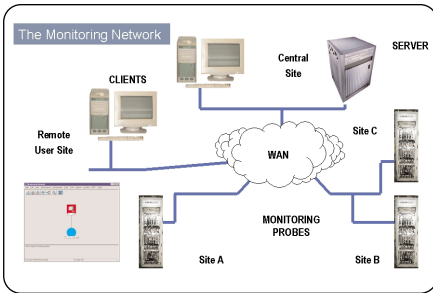 The Monitoring Network
CLIENTS
Central
Site
SERVER
Remote
User Site
WAN
Site C
MONITORING
PROBES
Site A
Site B